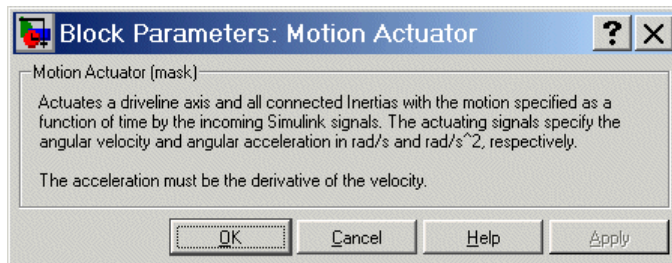 Block Parameters: Motion Actuator
? X
Motion Actuator (mask)
Actuates a driveline axis and all connected Inertias with the motion specified as a
function of time by the incoming Simulink signals. The actuating signals specify the
angular velocity and angular acceleration in rad/s and rad/s^2, respectively.
The acceleration must be the derivative of the velocity.
OK Cancel Help Apply